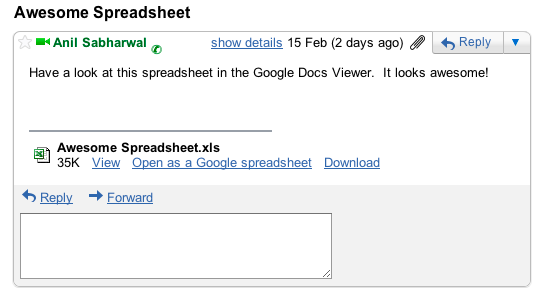 Awesome Spreadsheet
Anil Sabharwal show details 15 Feb (2 days ago) Reply
Have a look at this spreadsheet in the Google Docs Viewer.  It looks awesome!
Awesome Spreadsheet.xls
35K View Open as a Google spreadsheet Download
Reply Forward